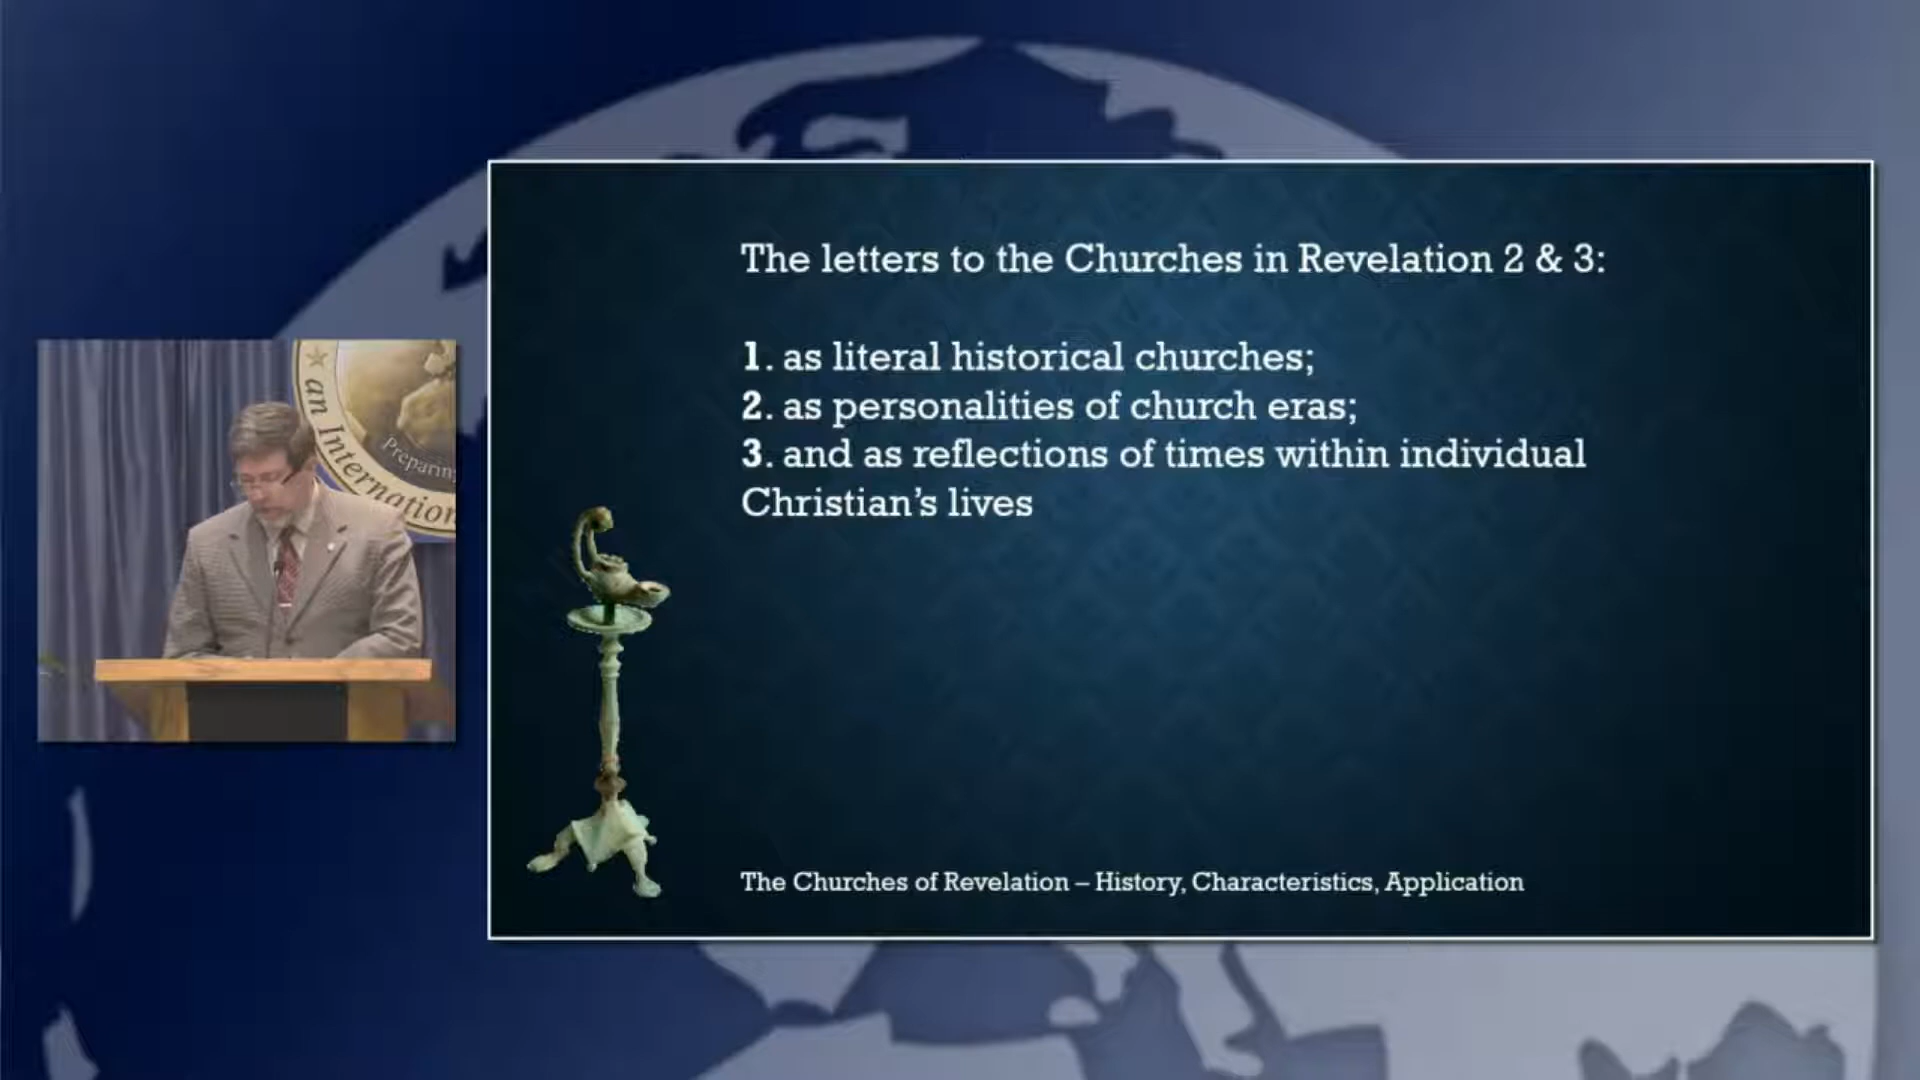 The letters to the Churches in Revelation 2 & 3:
1. as literal historical churches;
2. as personalities of church eras;
3. and as reflections of times within individual
Christian's lives
The Churches of Revelation – History, Characteristics, Application
an Internation
Preparin